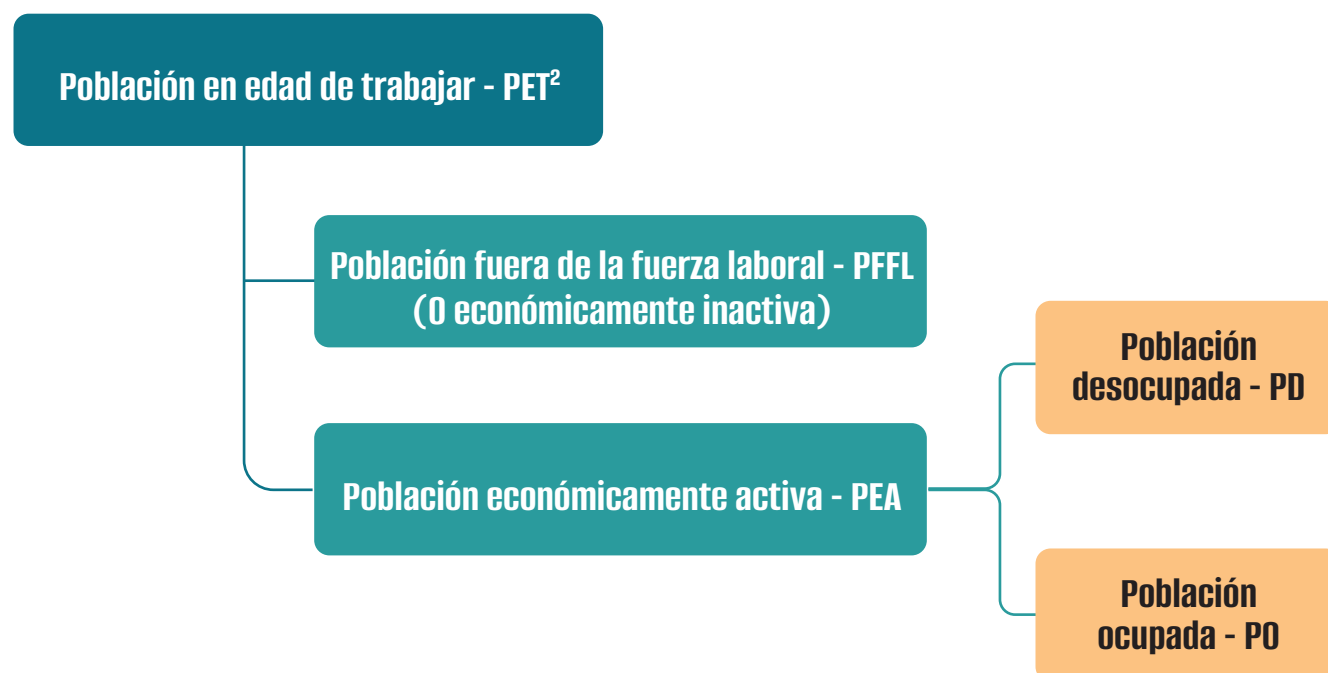 Población en edad de trabajar - PET²
Población fuera de la fuerza laboral - PFFL
(O económicamente inactiva)
Población económicamente activa - PEA
Población
desocupada - PD
Población
ocupada - PO